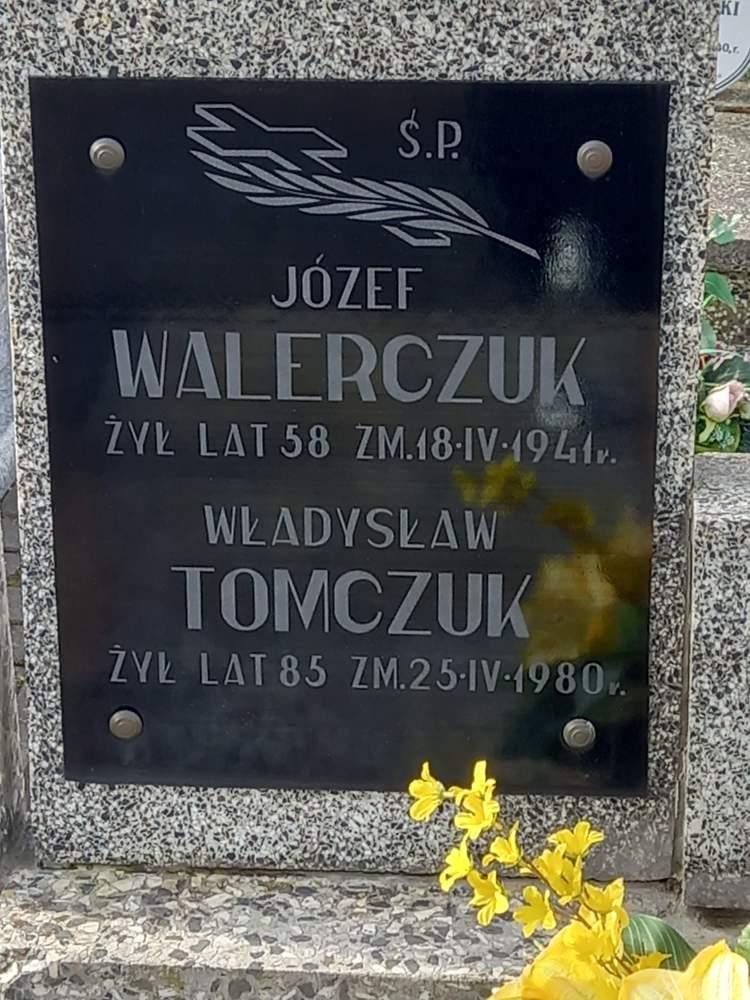 Ś.P.
JÓZEF
WALERCZUK
ŻYŁ LAT 58 ZM.18·IV·1941r.
WŁADYSŁAW
TOMCZUK
ŻYŁ LAT 85 ZM.25·IV·1980r.